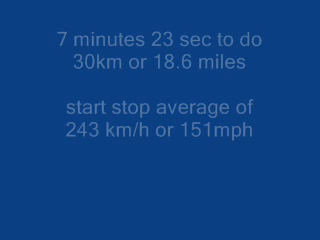 7 minutes 23 sec to do
30km or 18.6 miles
start stop average of
243 km/h or 151mph